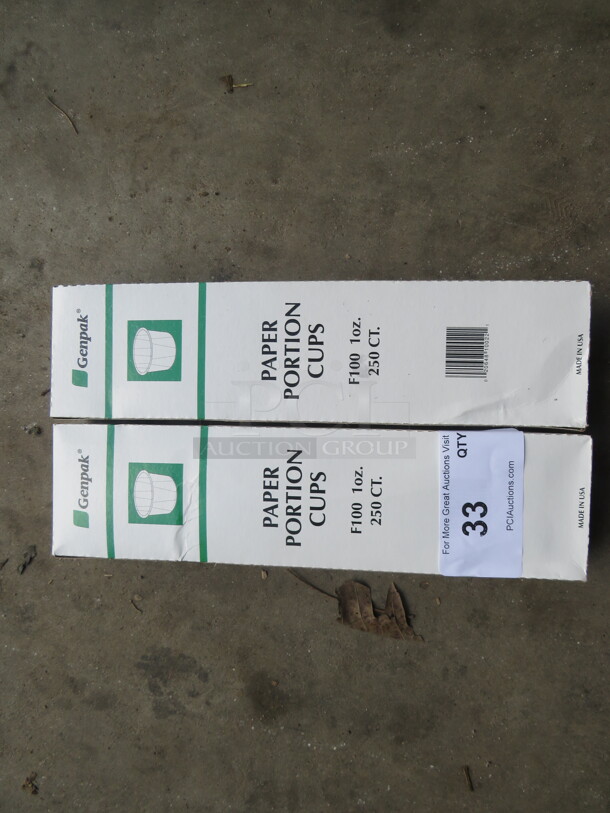 Genpak®
PAPER
PORTION
CUPS
F100 1oz.
250 CT.
MADE IN USA
Genpak®
PAPER
PORTION
CUPS
F100 1oz.
250 CT.
For More Great Auctions Visit
QTY
33
PCIAuctions.com
MADE IN USA
PCI
AUCTION GROUP